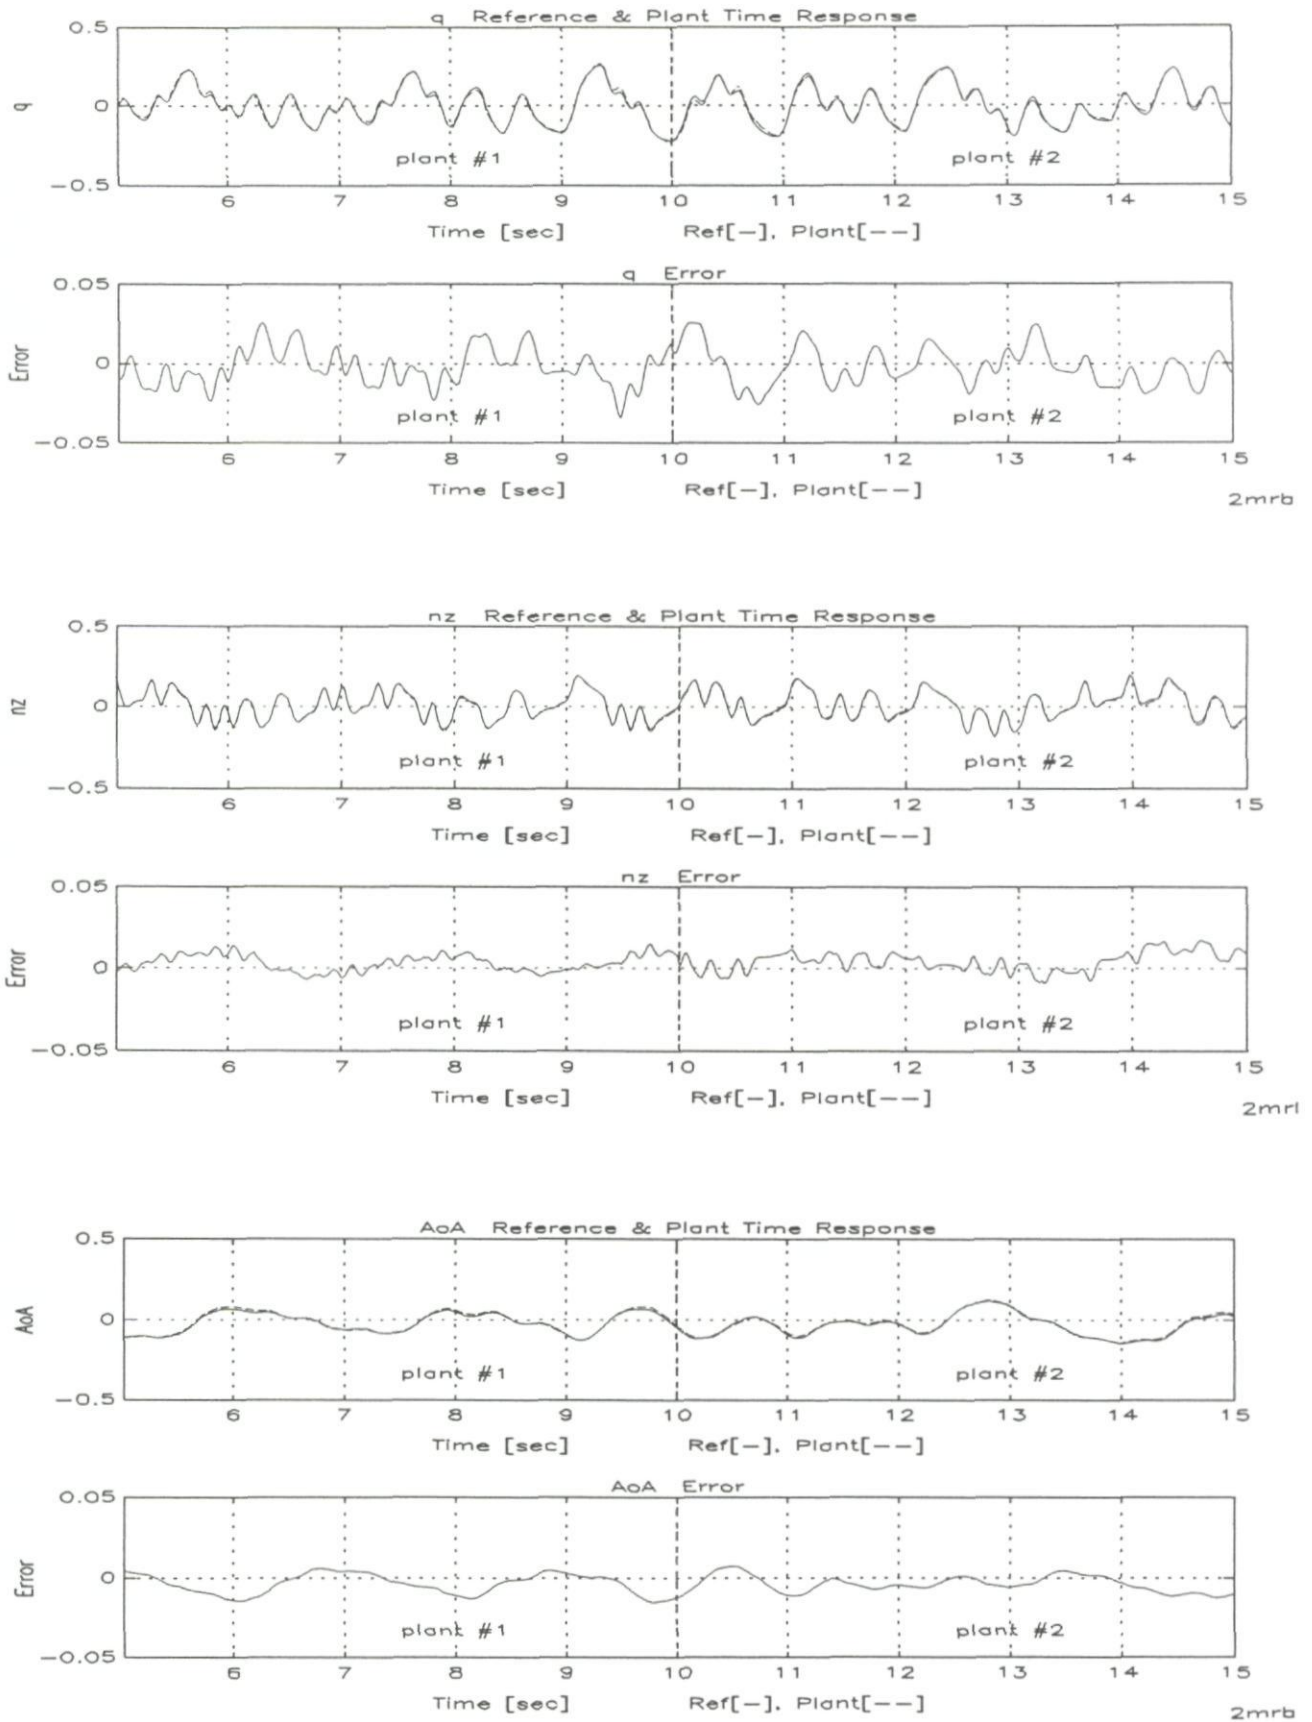 q Reference & Plant Time Response
0.5
q
0
plant #1 plant #2
-0.5
6 7 8 9 10 11 12 13 14 15
Time [sec] Ref[-], Plant[--]
q Error
0.05
Error
0
plant #1 plant #2
-0.05
6 7 8 9 10 11 12 13 14 15
Time [sec] Ref[-], Plant[--]
2mrb
nz Reference & Plant Time Response
0.5
nz
0
plant #1 plant #2
-0.5
6 7 8 9 10 11 12 13 14 15
Time [sec] Ref[-], Plant[--]
nz Error
0.05
Error
0
plant #1 plant #2
-0.05
6 7 8 9 10 11 12 13 14 15
Time [sec] Ref[-], Plant[--]
2mrl
AoA Reference & Plant Time Response
0.5
AoA
0
plant #1 plant #2
-0.5
6 7 8 9 10 11 12 13 14 15
Time [sec] Ref[-], Plant[--]
AoA Error
0.05
Error
0
plant #1 plant #2
-0.05
6 7 8 9 10 11 12 13 14 15
Time [sec] Ref[-], Plant[--]
2mrb